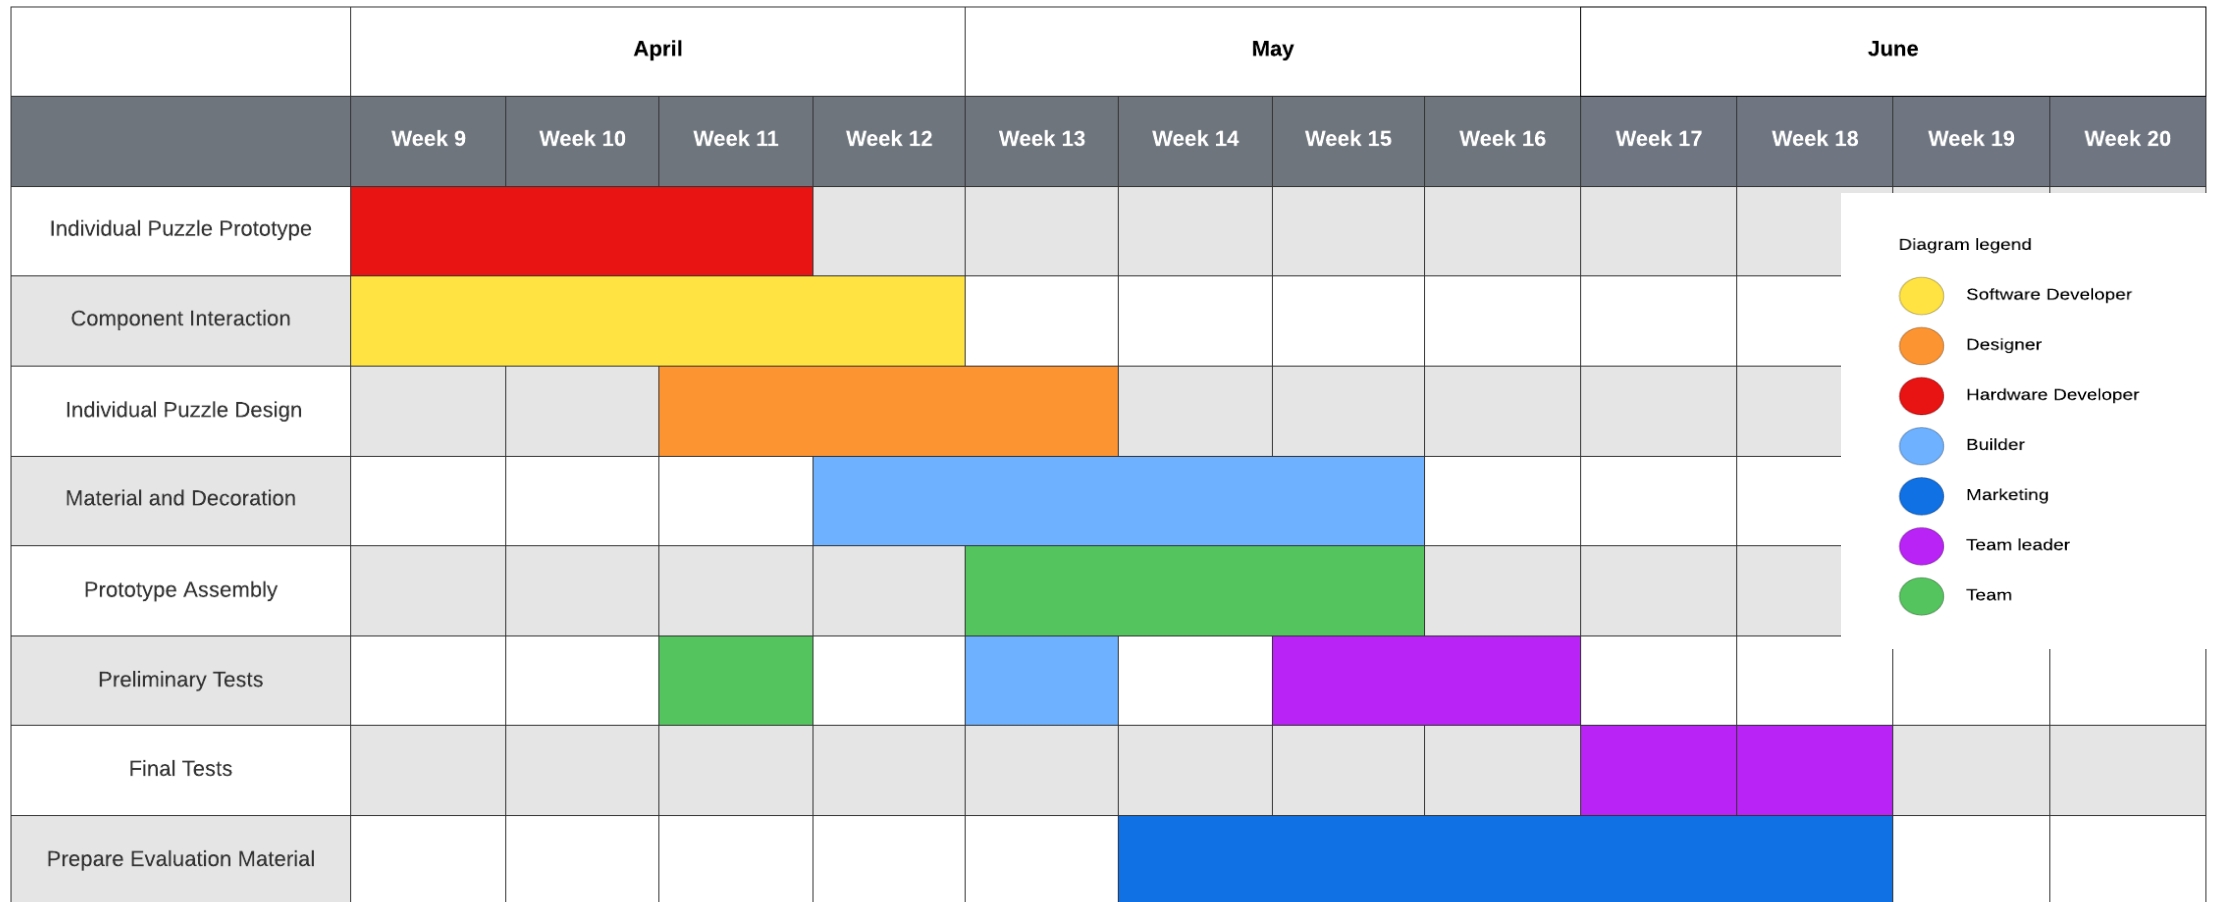 April May June
Week 9 Week 10 Week 11 Week 12 Week 13 Week 14 Week 15 Week 16 Week 17 Week 18 Week 19 Week 20
Individual Puzzle Prototype
Component Interaction
Individual Puzzle Design
Material and Decoration
Prototype Assembly
Preliminary Tests
Final Tests
Prepare Evaluation Material
Diagram legend
Software Developer
Designer
Hardware Developer
Builder
Marketing
Team leader
Team